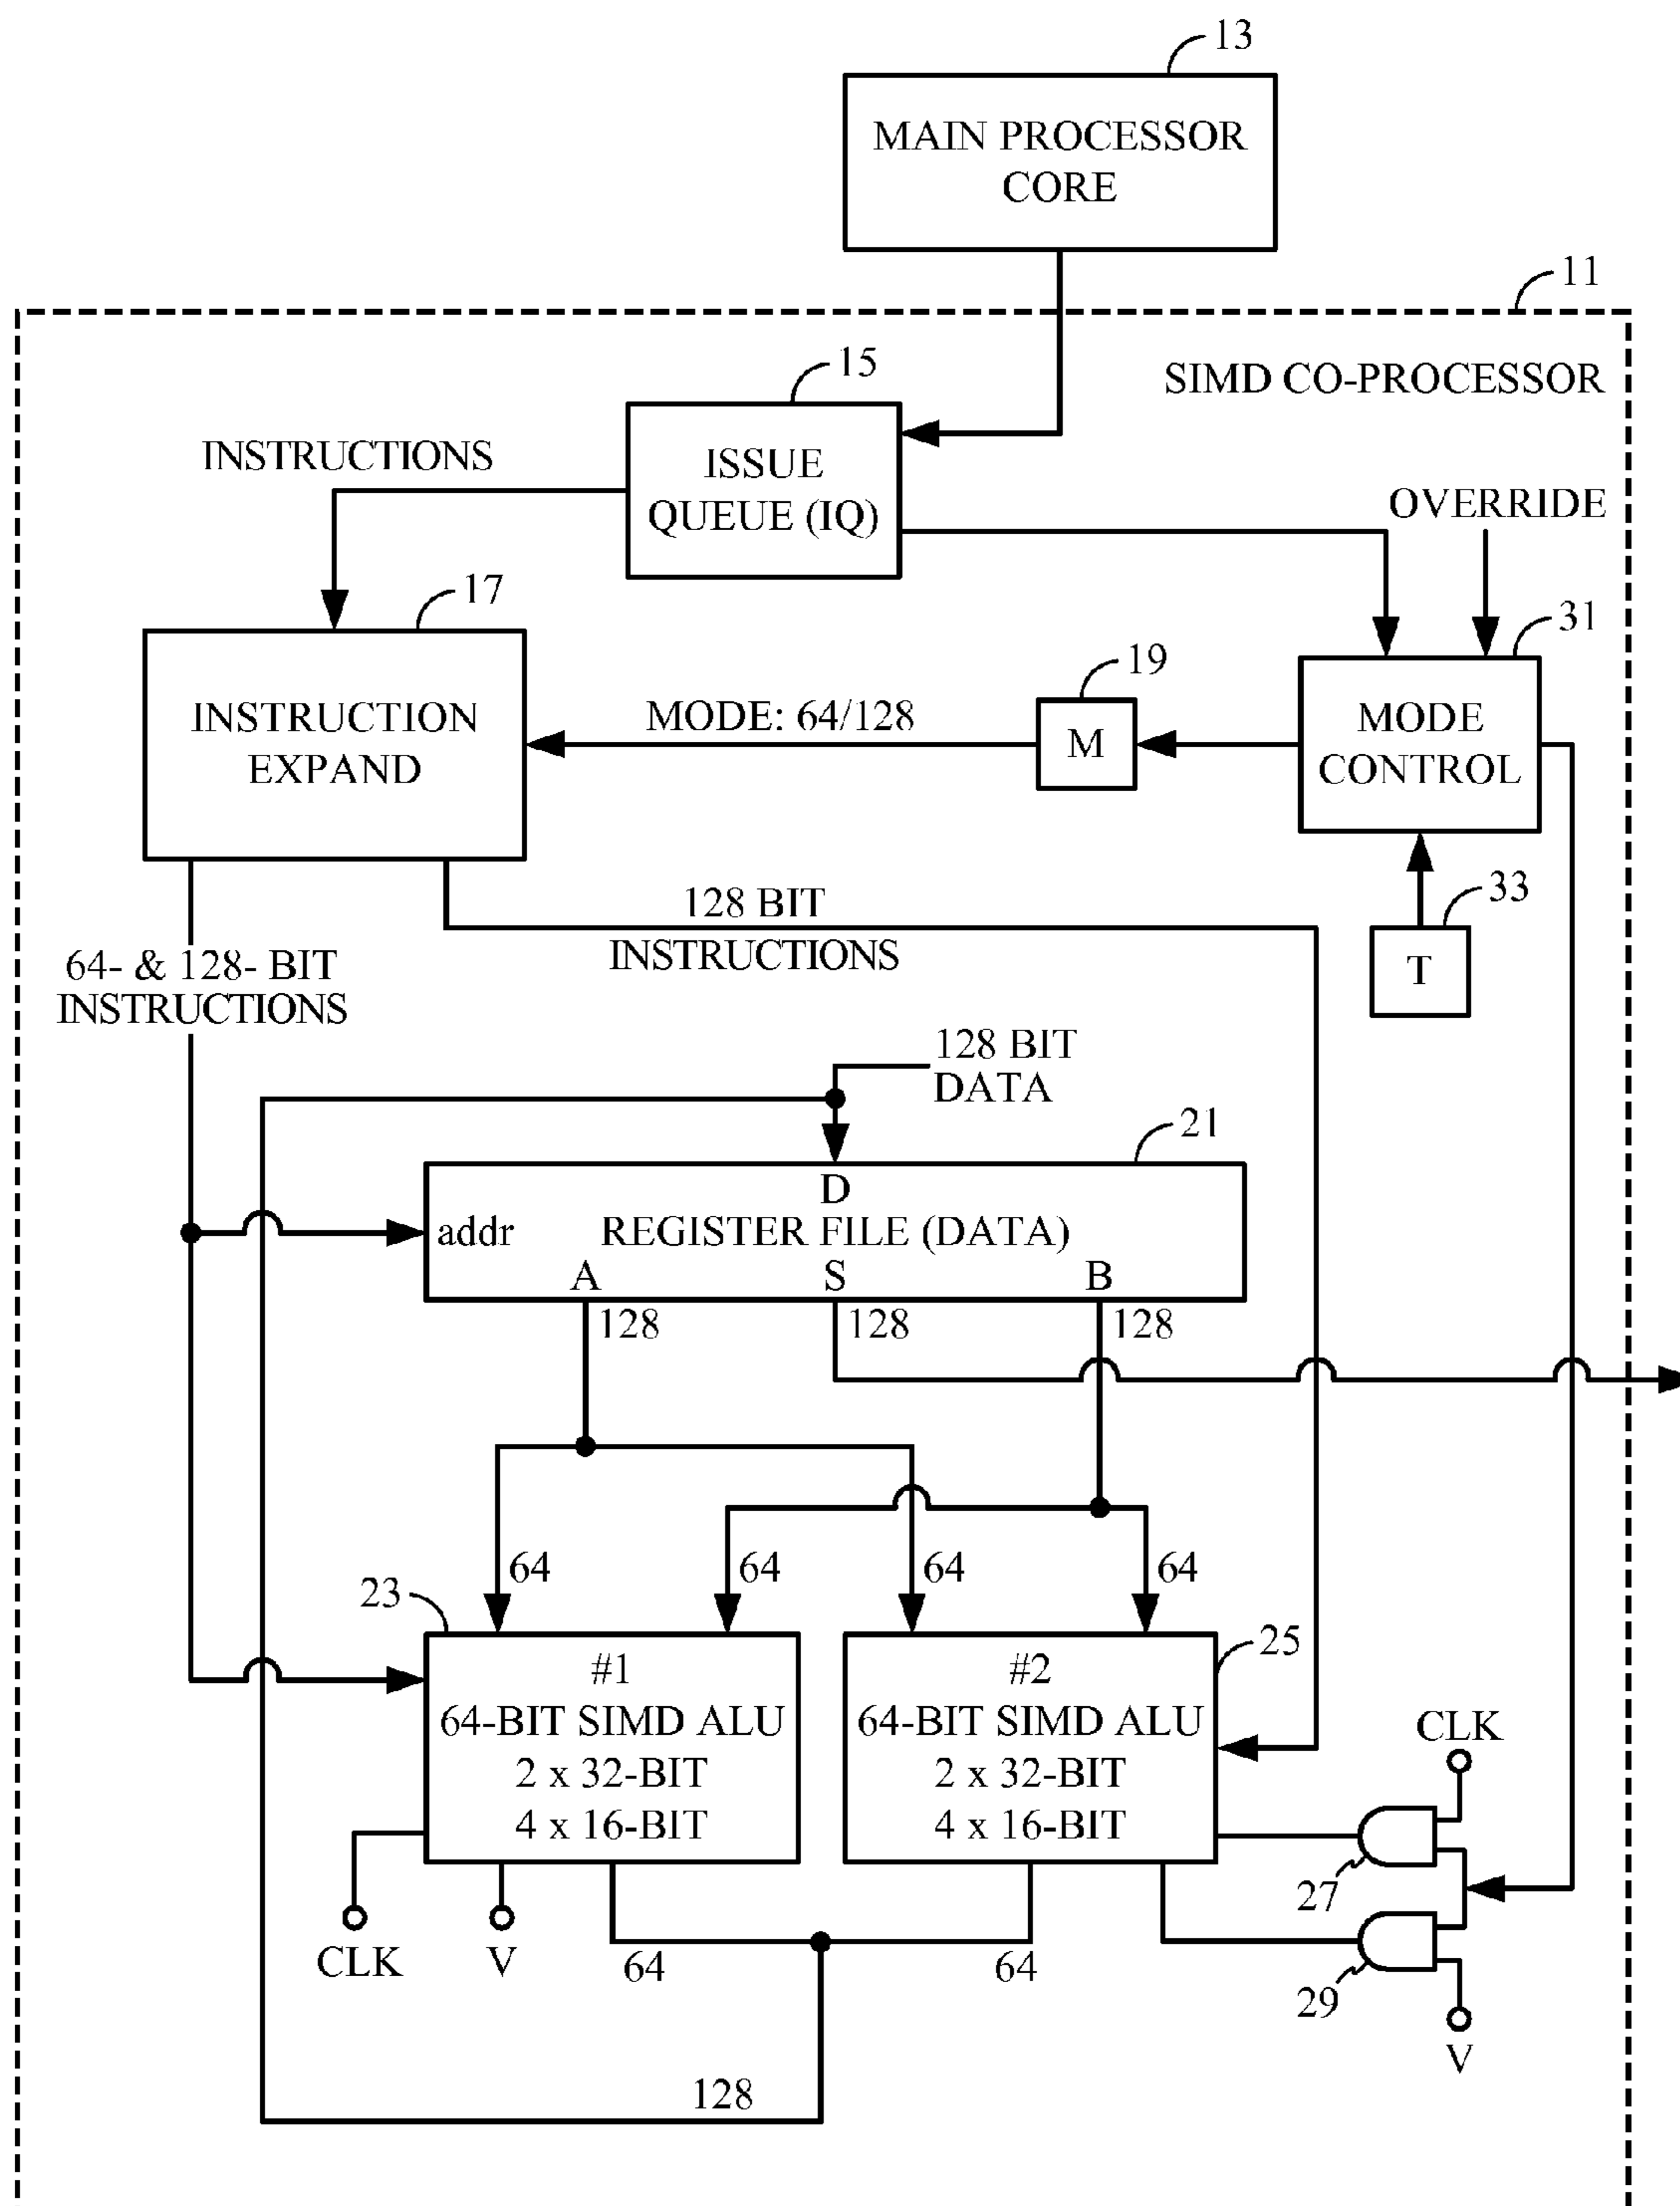 13
MAIN PROCESSOR
CORE
11
SIMD CO-PROCESSOR
15
INSTRUCTIONS
ISSUE
QUEUE (IQ)
OVERRIDE
17
31
19
INSTRUCTION
EXPAND
MODE: 64/128
M
MODE
CONTROL
33
T
128 BIT
INSTRUCTIONS
64- & 128- BIT
INSTRUCTIONS
128 BIT
DATA
21
D
addr
REGISTER FILE (DATA)
A
S
B
128
128
128
64
64
64
64
23
25
#1
64-BIT SIMD ALU
2 x 32-BIT
4 x 16-BIT
#2
64-BIT SIMD ALU
2 x 32-BIT
4 x 16-BIT
CLK
27
29
CLK
V
64
64
V
128